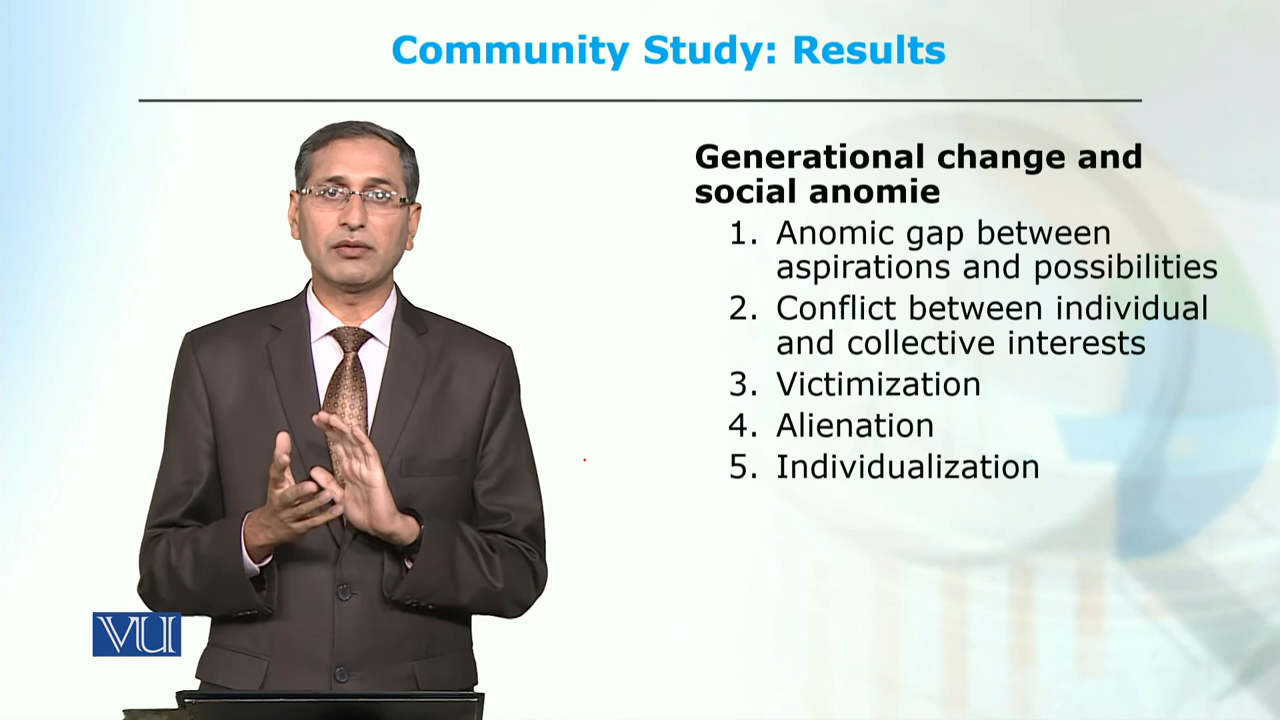 Community Study: Results
Generational change and
social anomie
1. Anomic gap between
aspirations and possibilities
2. Conflict between individual
and collective interests
3. Victimization
4. Alienation
5. Individualization
VU